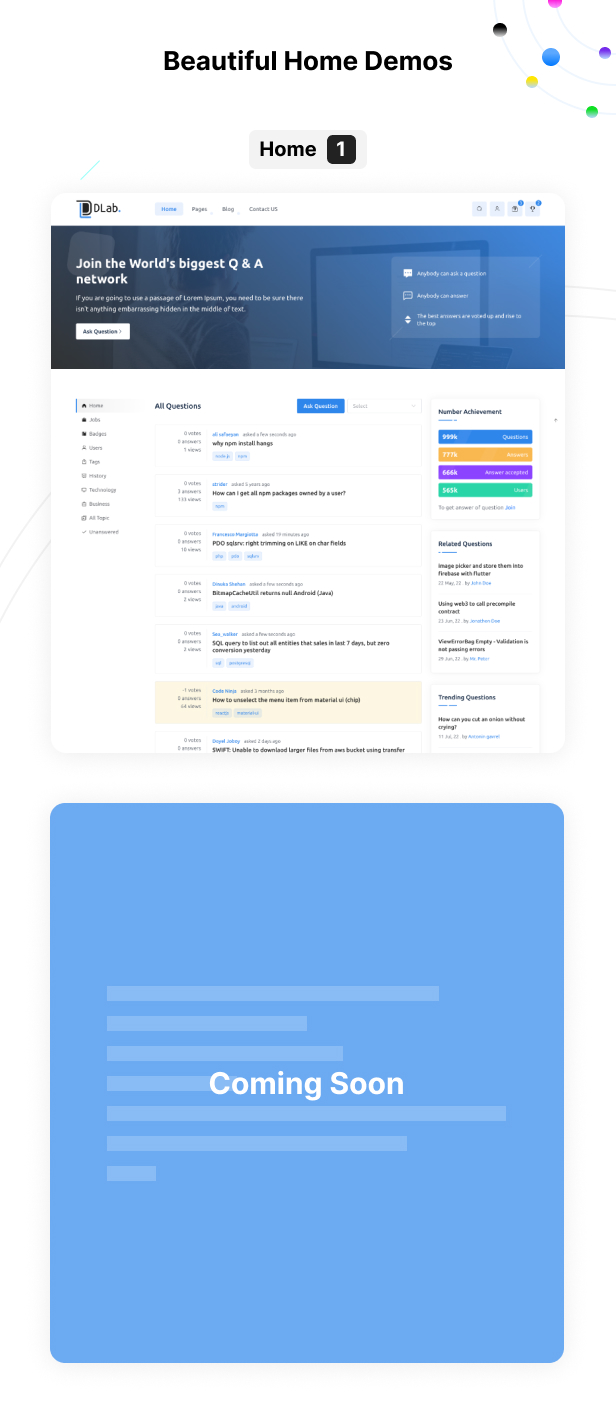 Beautiful Home Demos
Home 1
DLab.
Home Pages Blog Contact US
Join the World's biggest Q & A
network
If you are going to use a passage of Lorem Ipsum, you need to be sure there
isn't anything embarrassing hidden in the middle of text.
Ask Question
Anybody can ask a question
Anybody can answer
The best answers are voted up and rise to
the top
Home
Jobs
Badges
Users
Tags
History
Technology
Business
All Topic
Unanswered
All Questions
Ask Question
Select
0 votes
0 answers
1 views
asked a few seconds ago
why npm install hangs
nodejs npm
0 votes
2 answers
strider asked 5 years ago
How can I get all npm packages owned by a user?
npm
0 votes
0 answers
18 views
Francesco Margiotta asked 19 minutes ago
PDO sqlsrv: right trimming on LIKE on char fields
php pdo sqlsrv
0 votes
0 answers
2 views
Dinuka Shehan asked a few seconds ago
BitmapCacheUtil returns null Android (Java)
java android
0 votes
0 answers
2 views
Sea_walker asked a few seconds ago
SQL query to list out all entities that sales in last 7 days, but zero
conversion yesterday
sql postgresql
-1 votes
0 answers
64 views
Code Ninja asked 3 months ago
How to unselect the menu item from material ui (chip)
material-ui
0 votes
0 answers
asked 2 days ago
SWIFT: Unable to downlaod larger files from aws bucket using transfer
Number Achievement
999k Questions
777k Answers
666k Answer accepted
565k Users
To get answer of question Join
Related Questions
Image picker and store them into
firebase with flutter
22 May, 22 by John Doe
Using web3 to call precompile
contract
23 Jun, 22 by Jonathon Doe
ViewErrorBag Empty - Validation is
not passing errors
29 Jun, 22 by Mr. Peter
Trending Questions
How can you cut an onion without
crying?
11 Jul, 22 by
Coming Soon